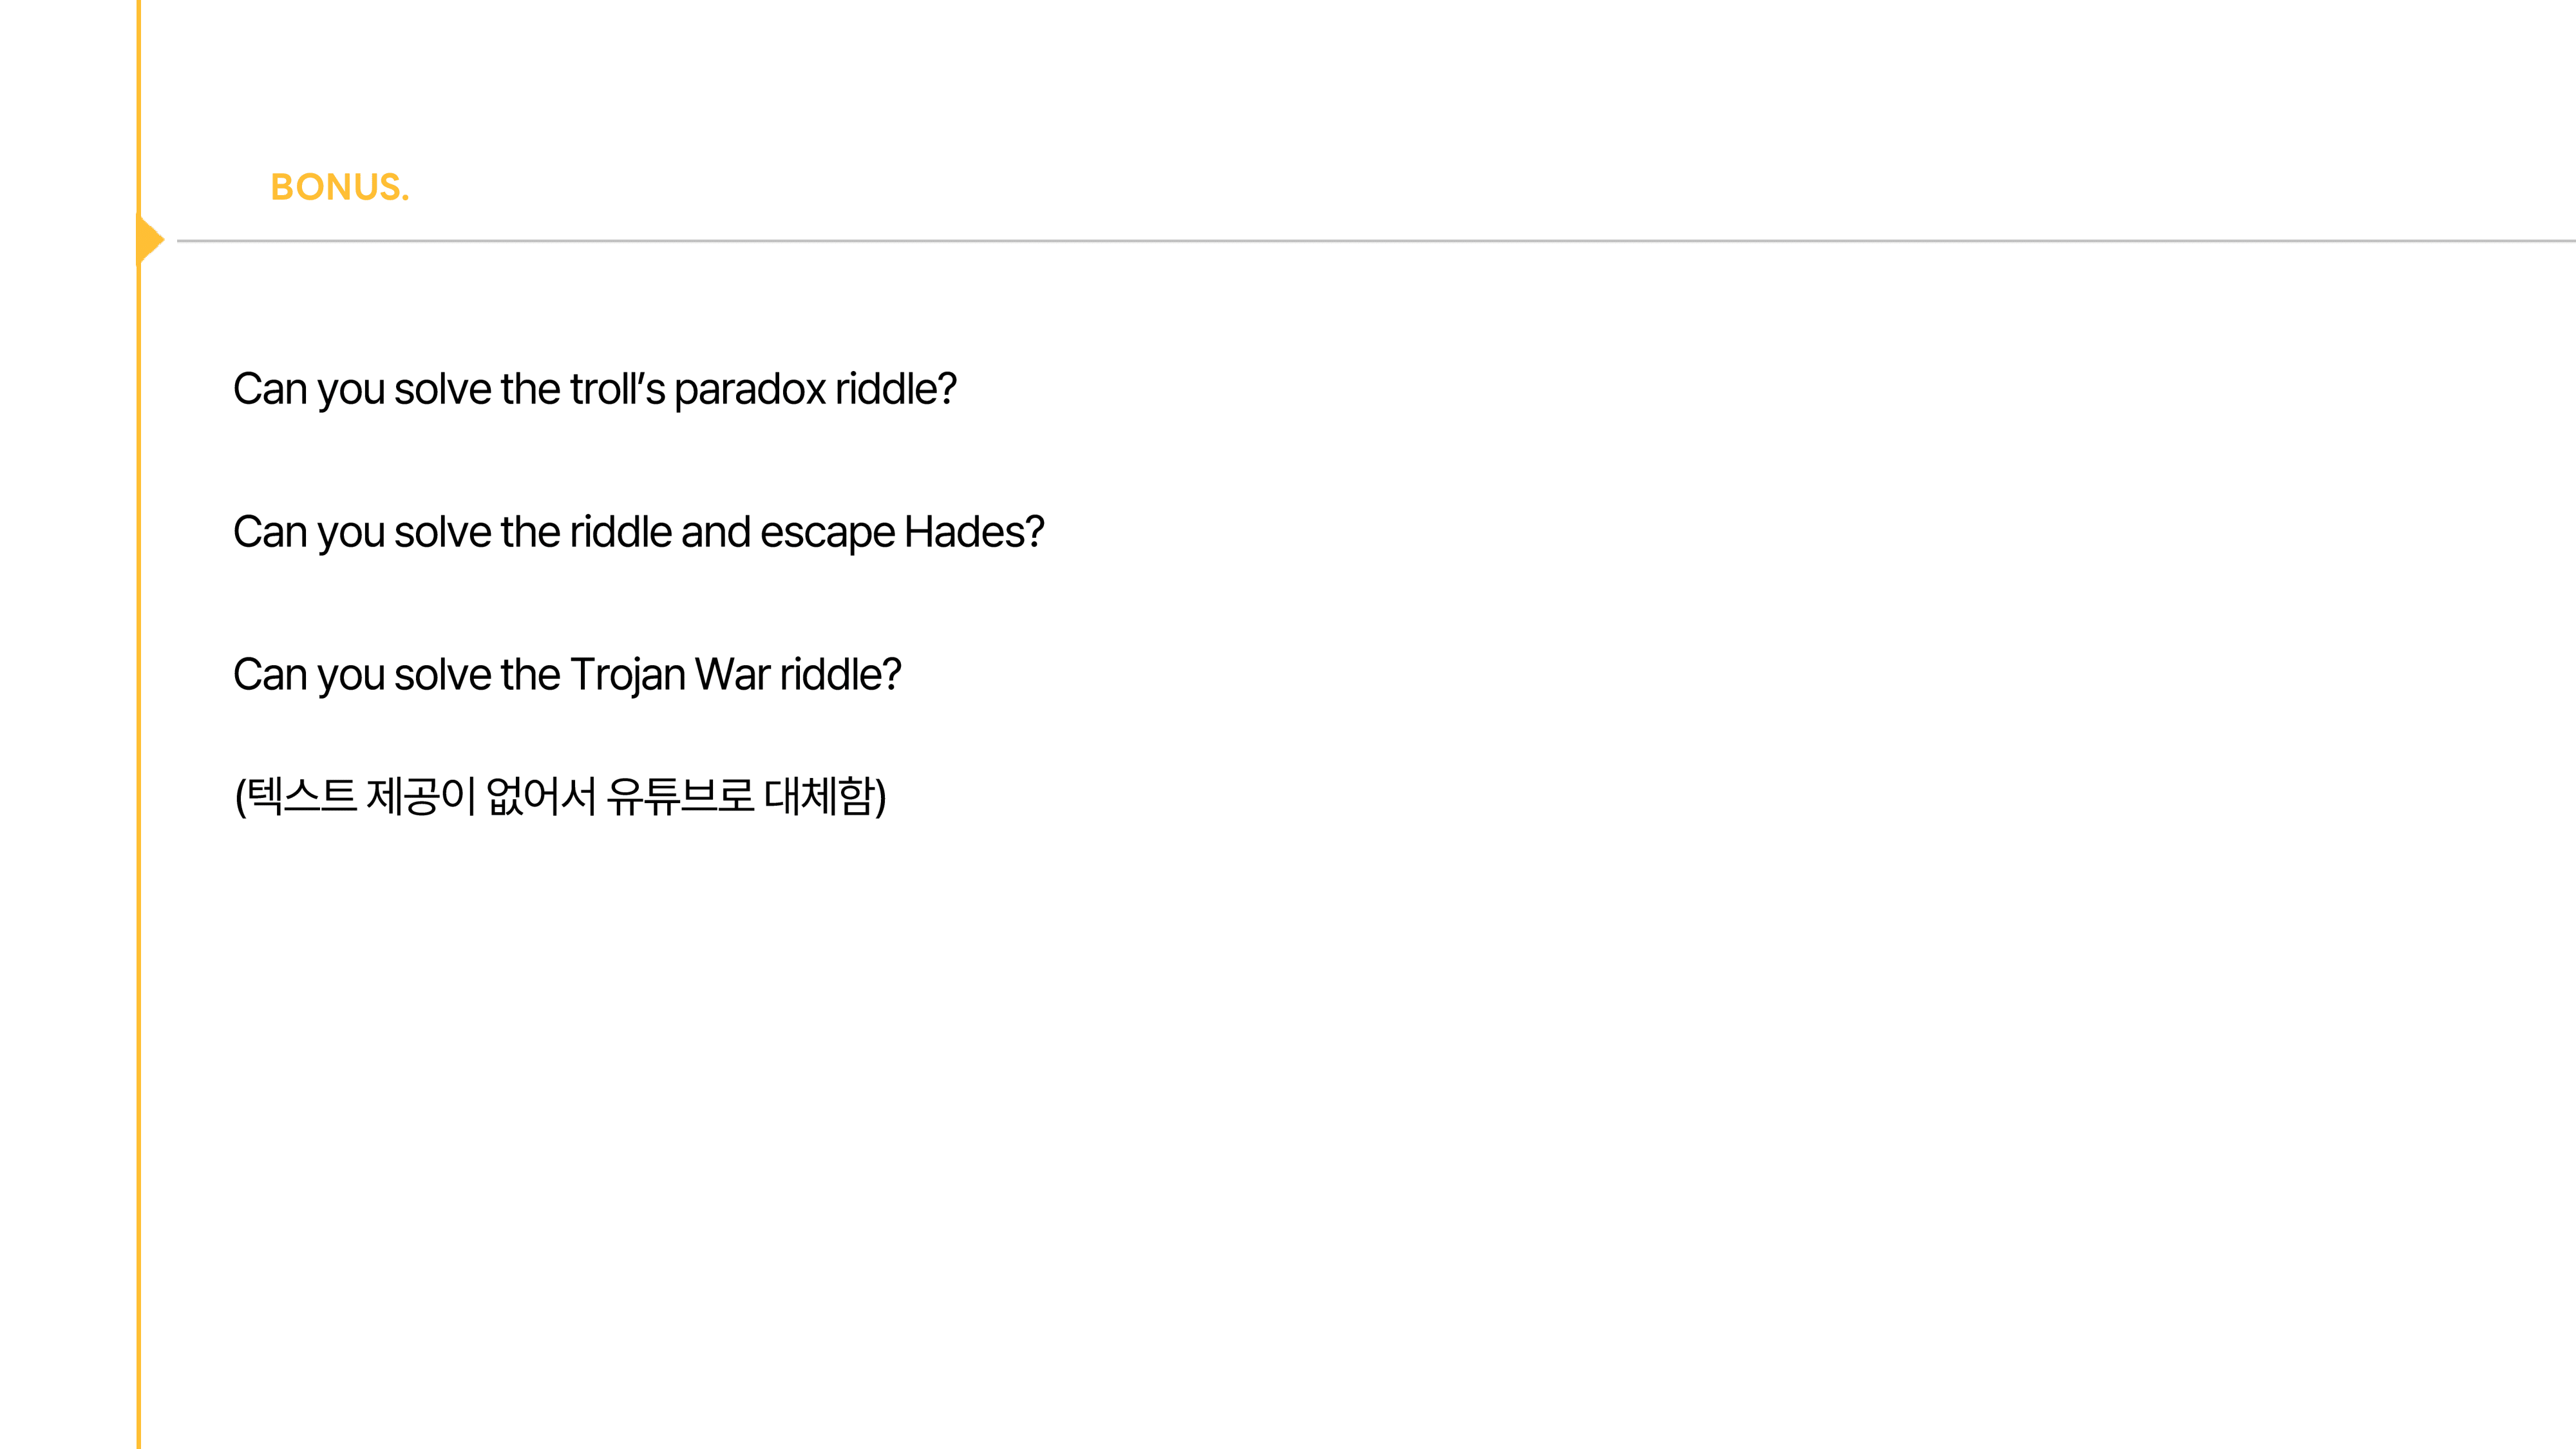 BONUS.
Can you solve the troll’s paradox riddle?
Can you solve the riddle and escape Hades?
Can you solve the Trojan War riddle?
(텍스트 제공이 없어서 유튜브로 대체함)